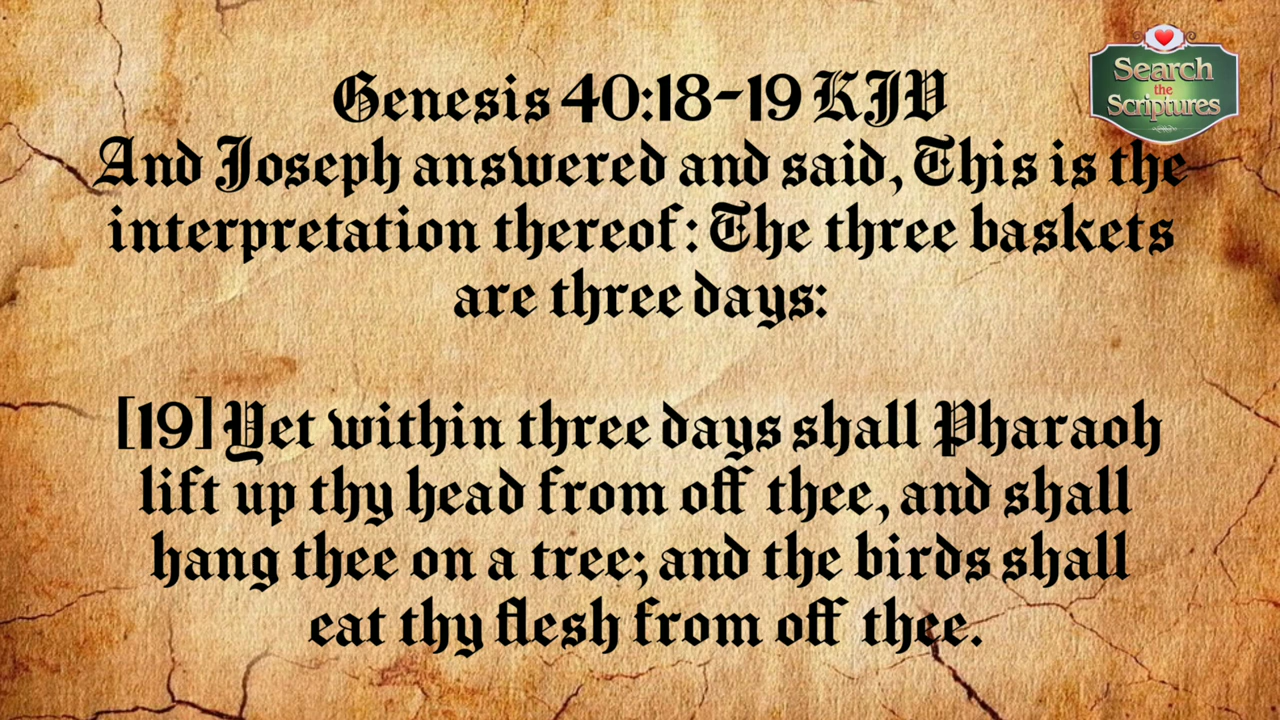 Search
the
Scriptures
Genesis 40:18-19 KJV
And Joseph answered and said, This is the
interpretation thereof: The three baskets
are three days:
[19] Yet within three days shall Pharaoh
lift up thy head from off thee, and shall
hang thee on a tree; and the birds shall
eat thy flesh from off thee.